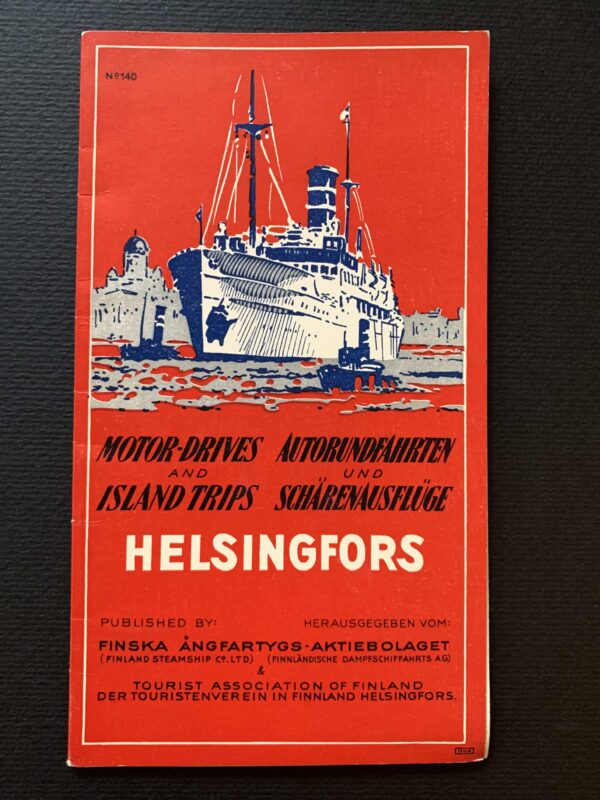 Nº140
MOTOR-DRIVES AUTORUNDFAHRTEN
AND UND
ISLAND TRIPS SCHÄRENAUSFLÜGE
HELSINGFORS
PUBLISHED BY: HERAUSGEGEBEN VOM:
FINSKA ÅNGFARTYGS-AKTIEBOLAGET
(FINLAND STEAMSHIP Cº. LTD) (FINNLÄNDISCHE DAMPFSCHIFFAHRTS AG)
&
TOURIST ASSOCIATION OF FINLAND
DER TOURISTENVEREIN IN FINNLAND HELSINGFORS.